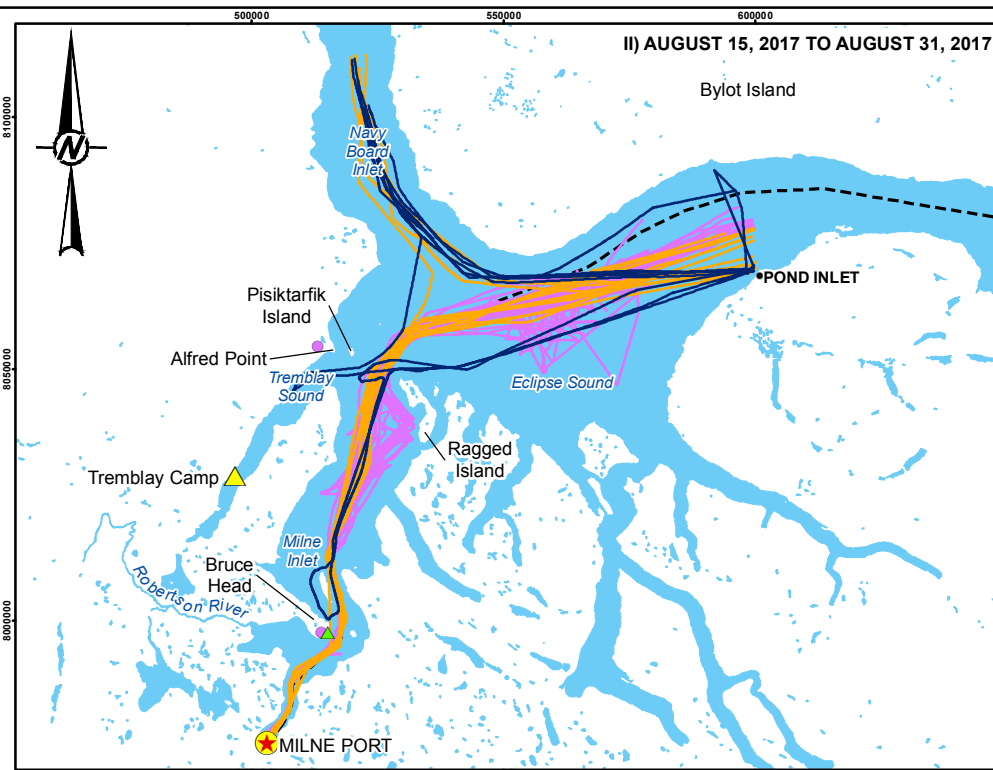 500000
550000
600000
II) AUGUST 15, 2017 TO AUGUST 31, 2017
8100000
8050000
8000000
N
Bylot Island
Navy
Board
Inlet
POND INLET
Pisiktarfik
Island
Alfred Point
Tremblay
Sound
Eclipse Sound
Ragged
Island
Tremblay Camp
Milne
Inlet
Bruce
Head
Robertson River
MILNE PORT